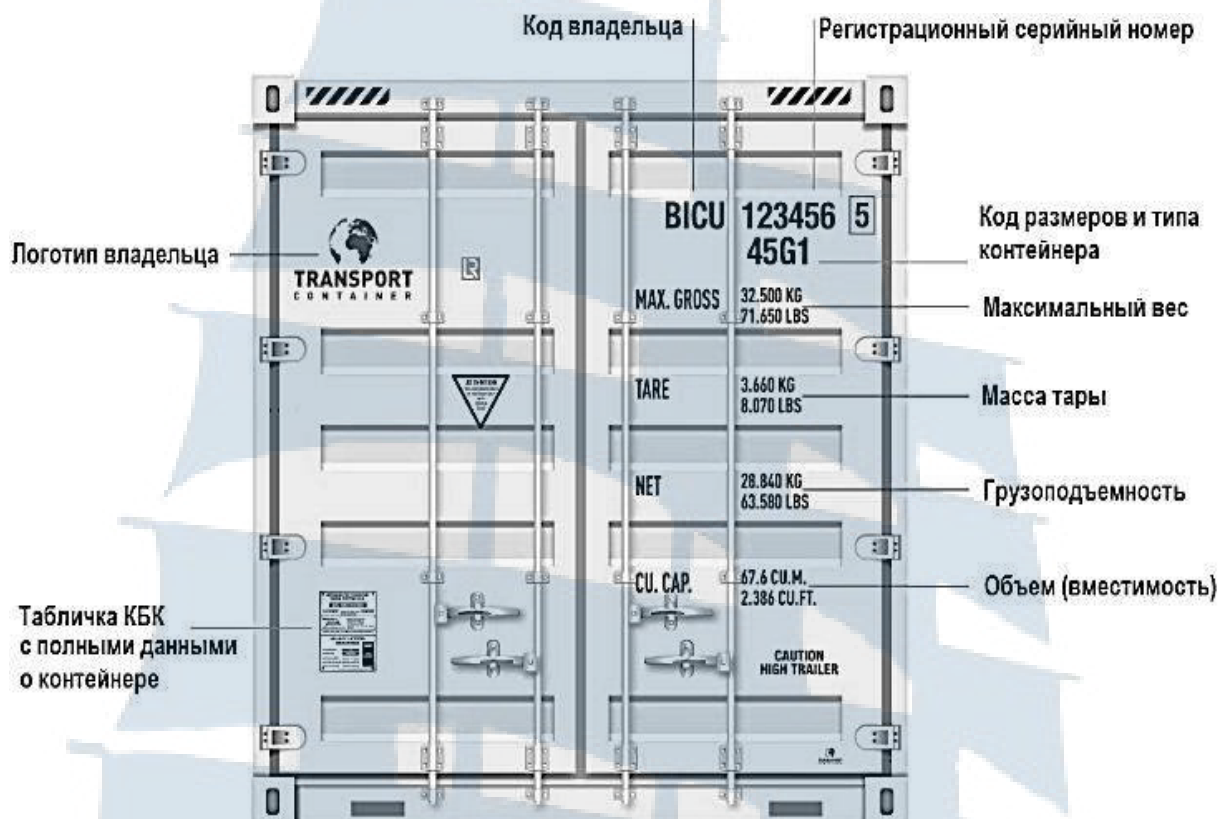 Код владельца
Регистрационный серийный номер
BICU 123456 5
45G1
Код размеров и типа
контейнера
Логотип владельца
TRANSPORT
CONTAINER
LR
MAX. GROSS 32.500 KG
71.650 LBS
Максимальный вес
TARE 3.660 KG
8.070 LBS
Масса тары
NET 28.840 KG
63.580 LBS
Грузоподъемность
CU. CAP. 67.6 CU.M.
2.386 CU.FT.
Объем (вместимость)
Табличка КБК
с полными данными
о контейнере
CAUTION
HIGH TRAILER